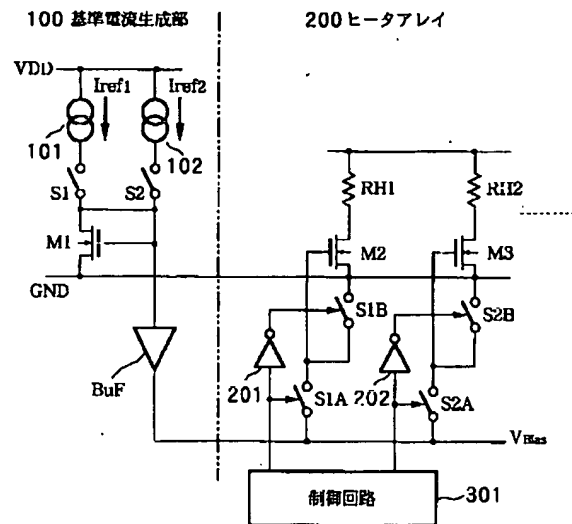 100 基準電流生成部
200 ヒータアレイ
VDD
Iref1
Iref2
101
102
S1
S2
RH1
RH2
M1
M2
M3
GND
S1B
S2B
BuF
201
S1A
202
S2A
VBias
制御回路
301